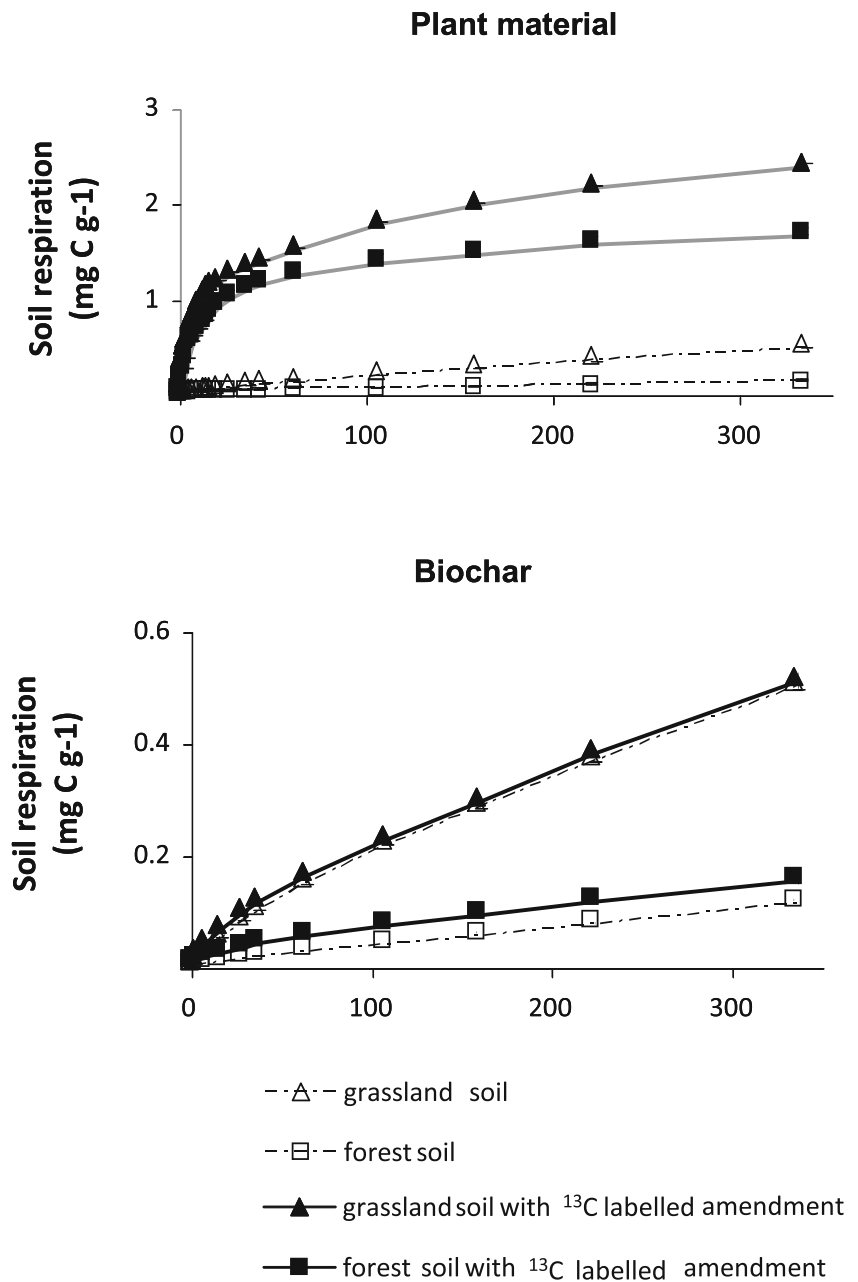 Plant material
Soil respiration
(mg C g-1)
3
2
1
0 100 200 300
Biochar
Soil respiration
(mg C g-1)
0.6
0.4
0.2
0 100 200 300
grassland soil
forest soil
grassland soil with ¹³C labelled amendment
forest soil with ¹³C labelled amendment